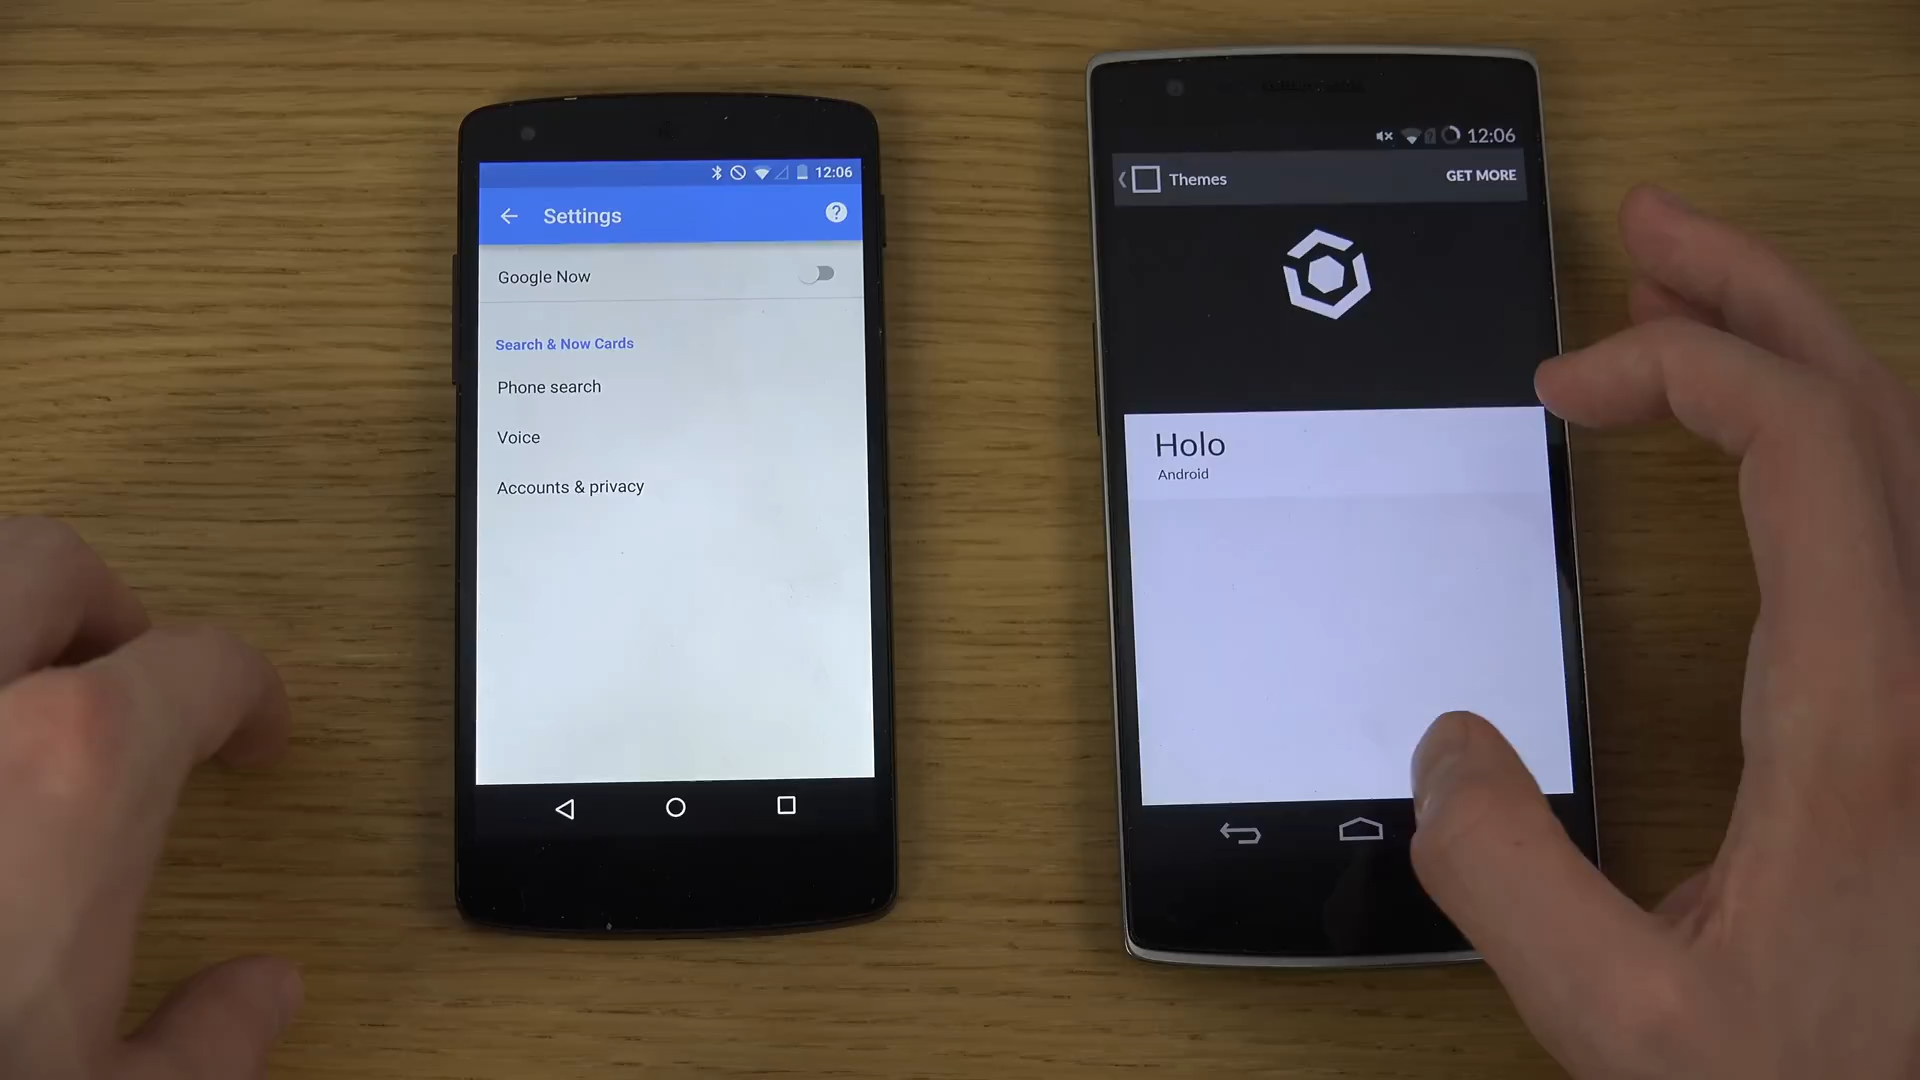 12:06
Settings
?
Google Now
Search & Now Cards
Phone search
Voice
Accounts & privacy
12:06
Themes
GET MORE
Holo
Android